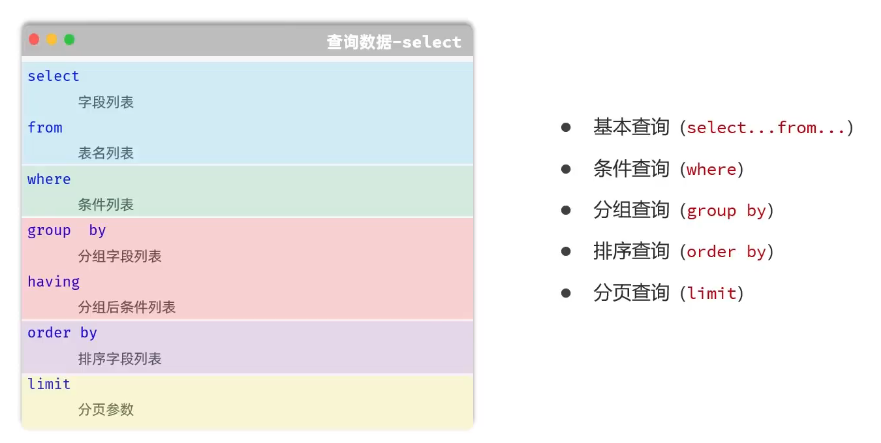 查询数据-select
select
字段列表
from
表名列表
where
条件列表
group by
分组字段列表
having
分组后条件列表
order by
排序字段列表
limit
分页参数
● 基本查询 (select...from...)
● 条件查询 (where)
● 分组查询 (group by)
● 排序查询 (order by)
● 分页查询 (limit)